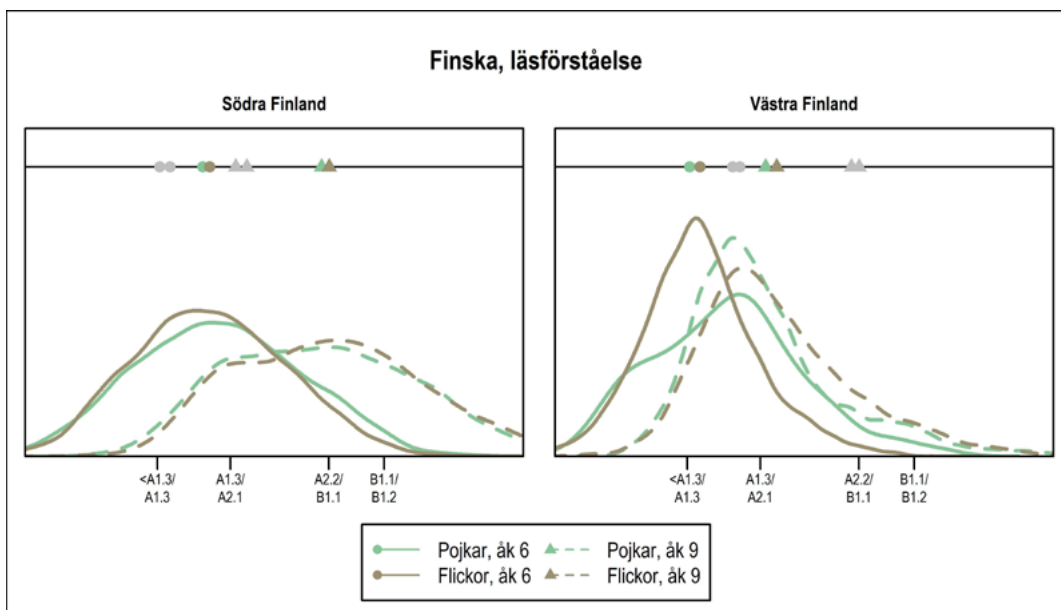 Finska, läsförståelse
Södra Finland
Västra Finland
<A1.3/
A1.3
A1.3/
A2.1
A2.2/
B1.1
B1.1/
B1.2
<A1.3/
A1.3
A1.3/
A2.1
A2.2/
B1.1
B1.1/
B1.2
Pojkar, åk 6
Pojkar, åk 9
Flickor, åk 6
Flickor, åk 9